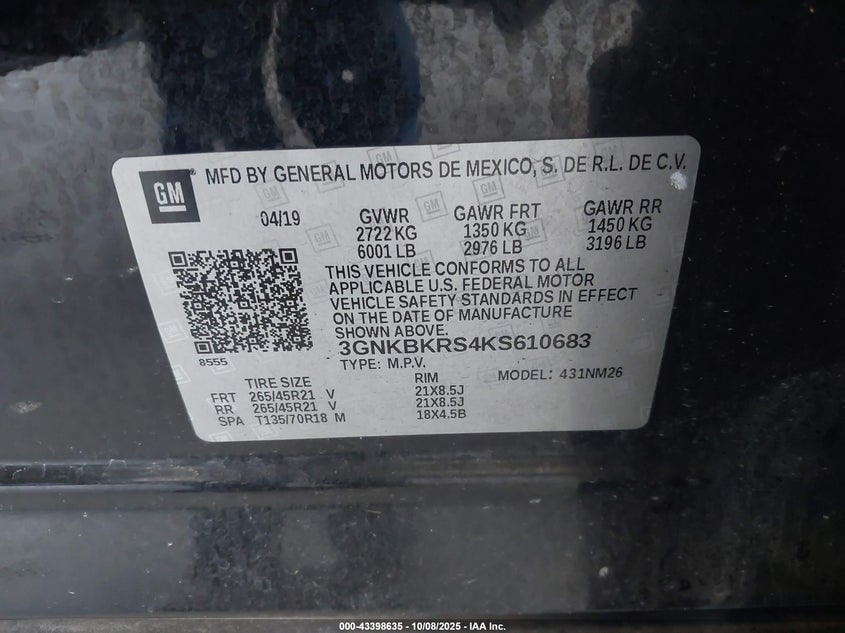 GM
® MFD BY GENERAL MOTORS DE MEXICO, S. DE R.L. DE C.V.
04/19 GVWR GAWR FRT GAWR RR
2722 KG 1350 KG 1450 KG
6001 LB 2976 LB 3196 LB
THIS VEHICLE CONFORMS TO ALL
APPLICABLE U.S. FEDERAL MOTOR
VEHICLE SAFETY STANDARDS IN EFFECT
ON THE DATE OF MANUFACTURE
SHOWN ABOVE.
8555 3GNKBKRS4KS610683
TYPE: M.P.V. MODEL: 431NM26
TIRE SIZE RIM
FRT 265/45R21 V 21X8.5J
RR 265/45R21 V 21X8.5J
SPA T135/70R18 M 18X4.5B
000-43398635 - 10/08/2025 - IAA Inc.